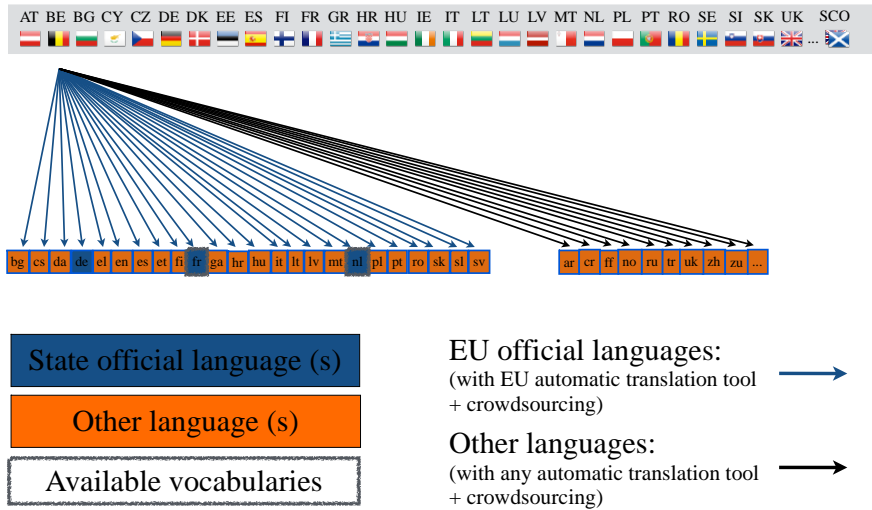 AT BE BG CY CZ DE DK EE ES FI FR GR HR HU IE IT LT LU LV MT NL PL PT RO SE SI SK UK SCO
...
bg cs da de el en es et fi fr ga hr hu it lt lv mt nl pl pt ro sk sl sv ar cr ff no ru tr uk zh zu ...
State official language (s)
Other language (s)
Available vocabularies
EU official languages:
(with EU automatic translation tool
+ crowdsourcing)
Other languages:
(with any automatic translation tool
+ crowdsourcing)